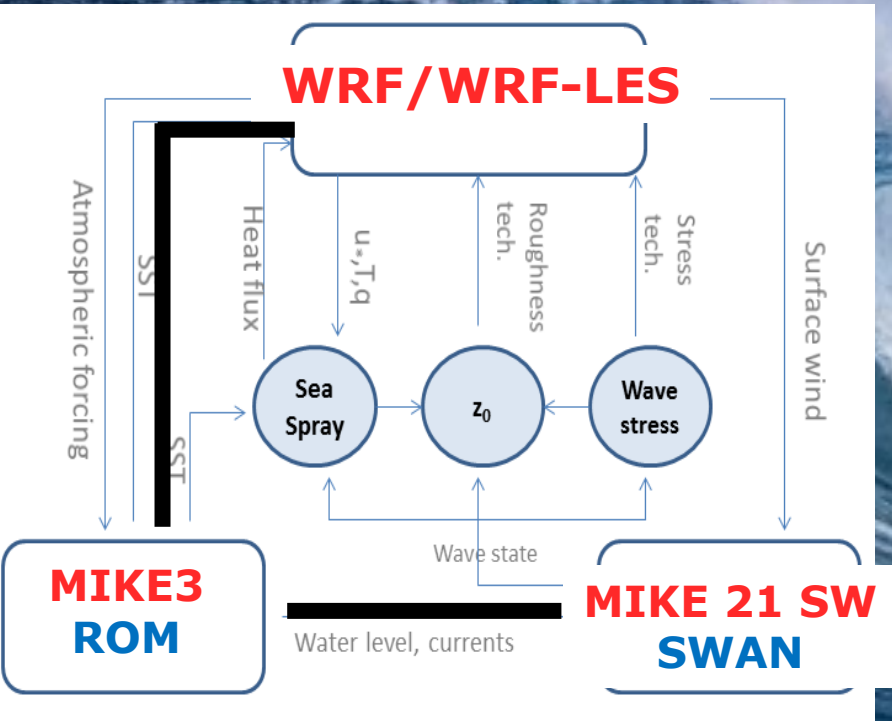 WRF/WRF-LES
Atmospheric forcing
SST
Heat flux
u*,T,q
Roughness
tech.
Stress
tech.
Surface wind
Sea
Spray
z₀
Wave
stress
SST
Wave state
MIKE3
ROM
Water level, currents
MIKE 21 SW
SWAN